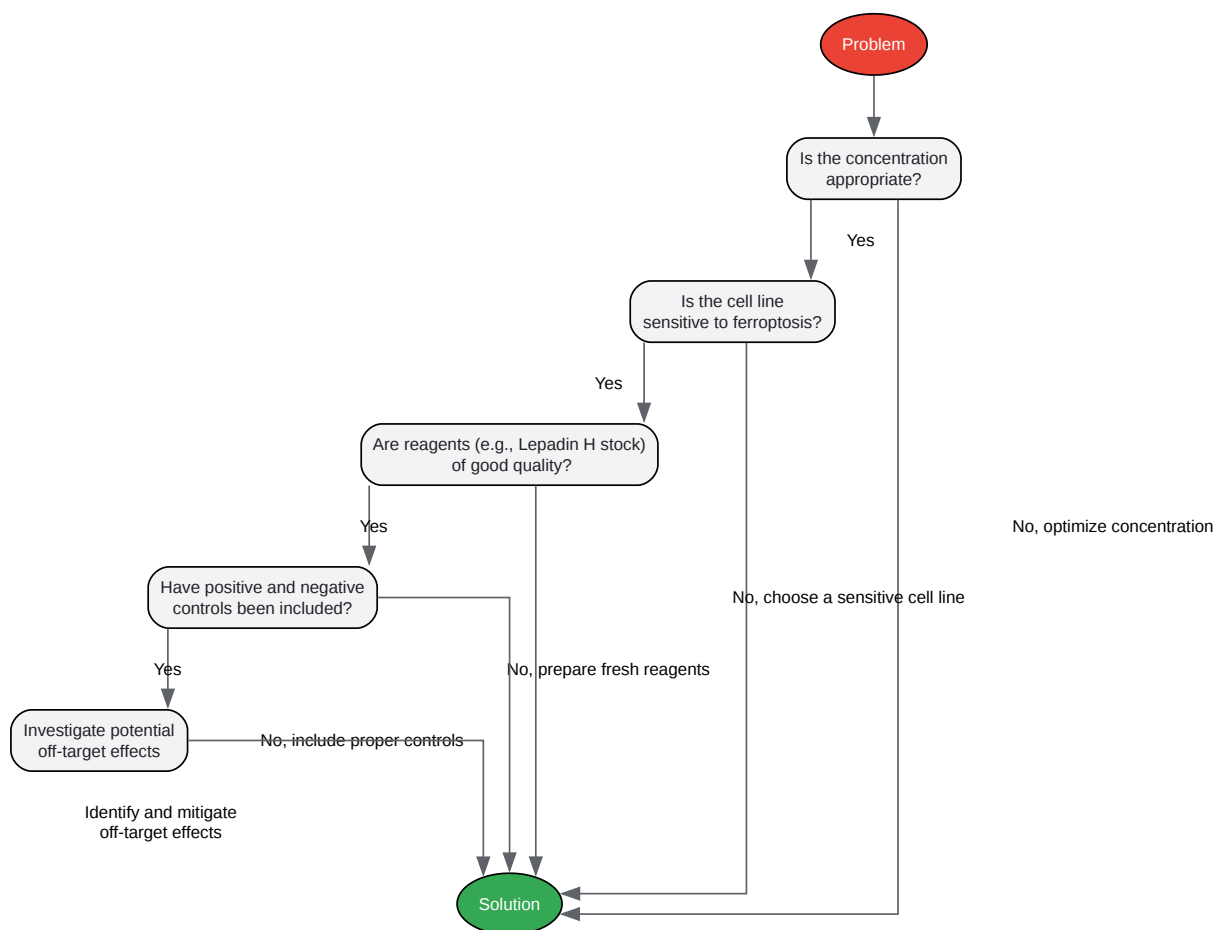 Problem
Is the concentration
appropriate?
Yes
Is the cell line
sensitive to ferroptosis?
Yes
Are reagents (e.g., Lepadin H stock)
of good quality?
Yes
No, optimize concentration
Have positive and negative
controls been included?
No, choose a sensitive cell line
Yes
No, prepare fresh reagents
Investigate potential
off-target effects
No, include proper controls
Identify and mitigate
off-target effects
Solution